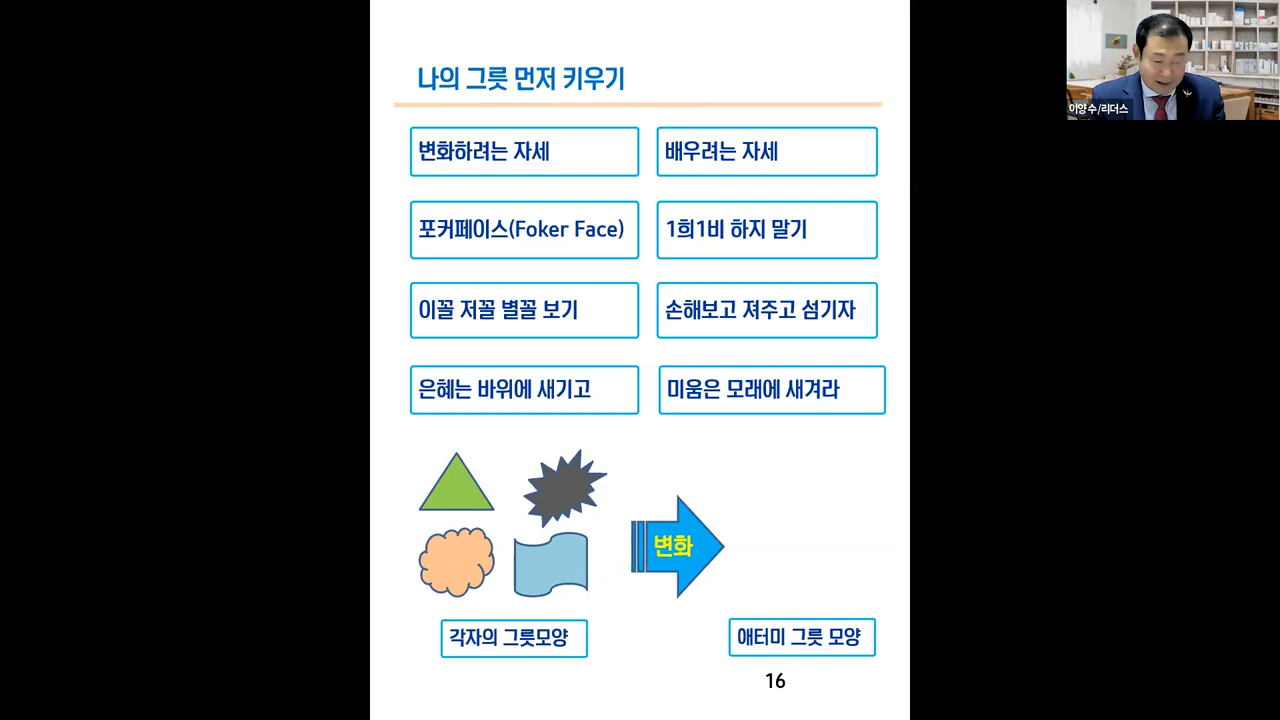 나의 그릇 먼저 키우기
이양수/리더스
변화하려는 자세
배우려는 자세
포커페이스(Foker Face)
1희1비 하지 말기
이꼴 저꼴 별꼴 보기
손해보고 져주고 섬기자
은혜는 바위에 새기고
미움은 모래에 새겨라
변화
각자의 그릇모양
애터미 그릇 모양
16